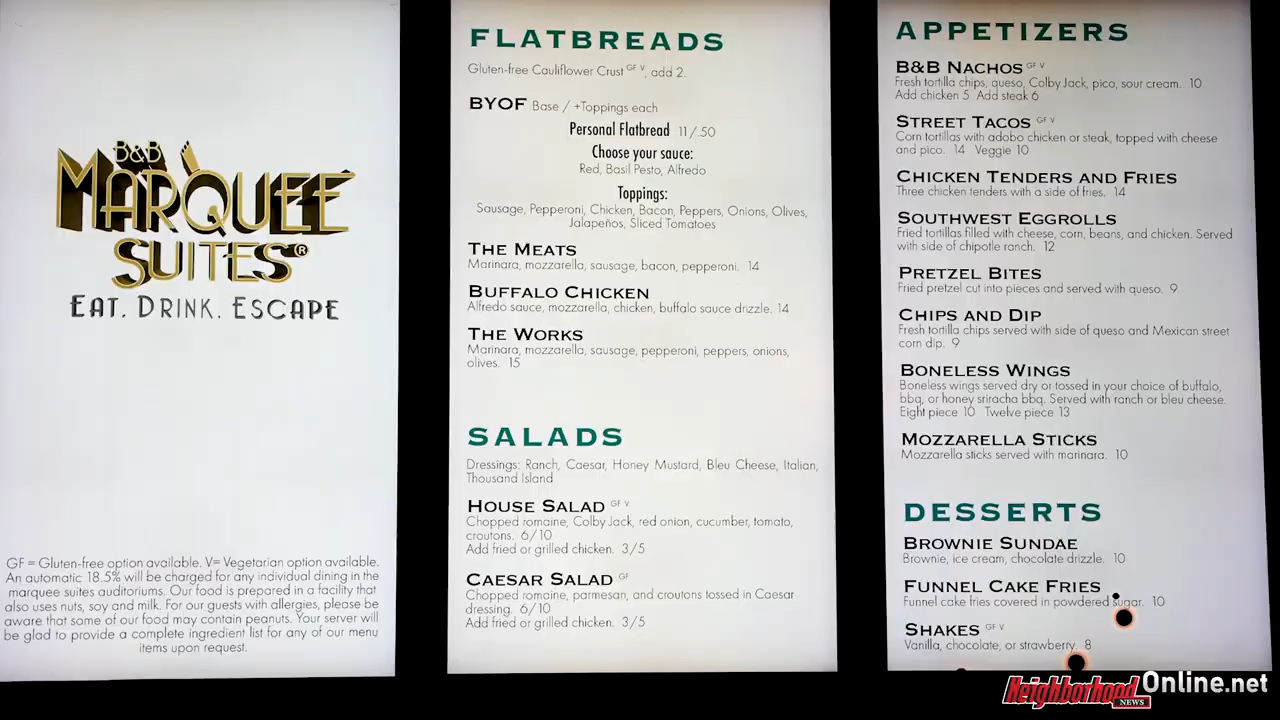 B&B
MARQUEE
SUITES®
EAT. DRINK. ESCAPE
GF = Gluten-free option available. V= Vegetarian option available.
An automatic 18.5% will be charged for any individual dining in the
marquee suites auditoriums. Our food is prepared in a facility that
also uses nuts, soy and milk. For our guests with allergies, please be
aware that some of our food may contain peanuts. Your server will
be glad to provide a complete ingredient list for any of our menu
items upon request.
FLATBREADS
Gluten-free Cauliflower Crust GF V, add 2.
BYOF Base / +Toppings each
Personal Flatbread 11/.50
Choose your sauce:
Red, Basil Pesto, Alfredo
Toppings:
Sausage, Pepperoni, Chicken, Bacon, Peppers, Onions, Olives,
Jalapeños, Sliced Tomatoes
THE MEATS
Marinara, mozzarella, sausage, bacon, pepperoni. 14
BUFFALO CHICKEN
Alfredo sauce, mozzarella, chicken, buffalo sauce drizzle. 14
THE WORKS
Marinara, mozzarella, sausage, pepperoni, peppers, onions,
olives. 15
SALADS
Dressings: Ranch, Caesar, Honey Mustard, Bleu Cheese, Italian,
Thousand Island
HOUSE SALAD GF V
Chopped romaine, Colby Jack, red onion, cucumber, tomato,
croutons. 6/10
Add fried or grilled chicken. 3/5
CAESAR SALAD GF
Chopped romaine, parmesan, and croutons tossed in Caesar
dressing. 6/10
Add fried or grilled chicken. 3/5
APPETIZERS
B&B NACHOS GF V
Fresh tortilla chips, queso, Colby Jack, pico, sour cream. 10
Add chicken 5 Add steak 6
STREET TACOS GF V
Corn tortillas with adobo chicken or steak, topped with cheese
and pico. 14 Veggie 10
CHICKEN TENDERS AND FRIES
Three chicken tenders with a side of fries. 14
SOUTHWEST EGGROLLS
Fried tortillas filled with cheese, corn, beans, and chicken. Served
with side of chipotle ranch. 12
PRETZEL BITES
Fried pretzel cut into pieces and served with queso. 9
CHIPS AND DIP
Fresh tortilla chips served with side of queso and Mexican street
corn dip. 9
BONELESS WINGS
Boneless wings served dry or tossed in your choice of buffalo,
bbq, or honey sriracha bbq. Served with ranch or bleu cheese.
Eight piece 10 Twelve piece 13
MOZZARELLA STICKS
Mozzarella sticks served with marinara. 10
DESSERTS
BROWNIE SUNDAE
Brownie, ice cream, chocolate drizzle. 10
FUNNEL CAKE FRIES
Funnel cake fries covered in powdered sugar. 10
SHAKES GF V
Vanilla, chocolate, or strawberry. 8
Neighborhood NEWS Online.net